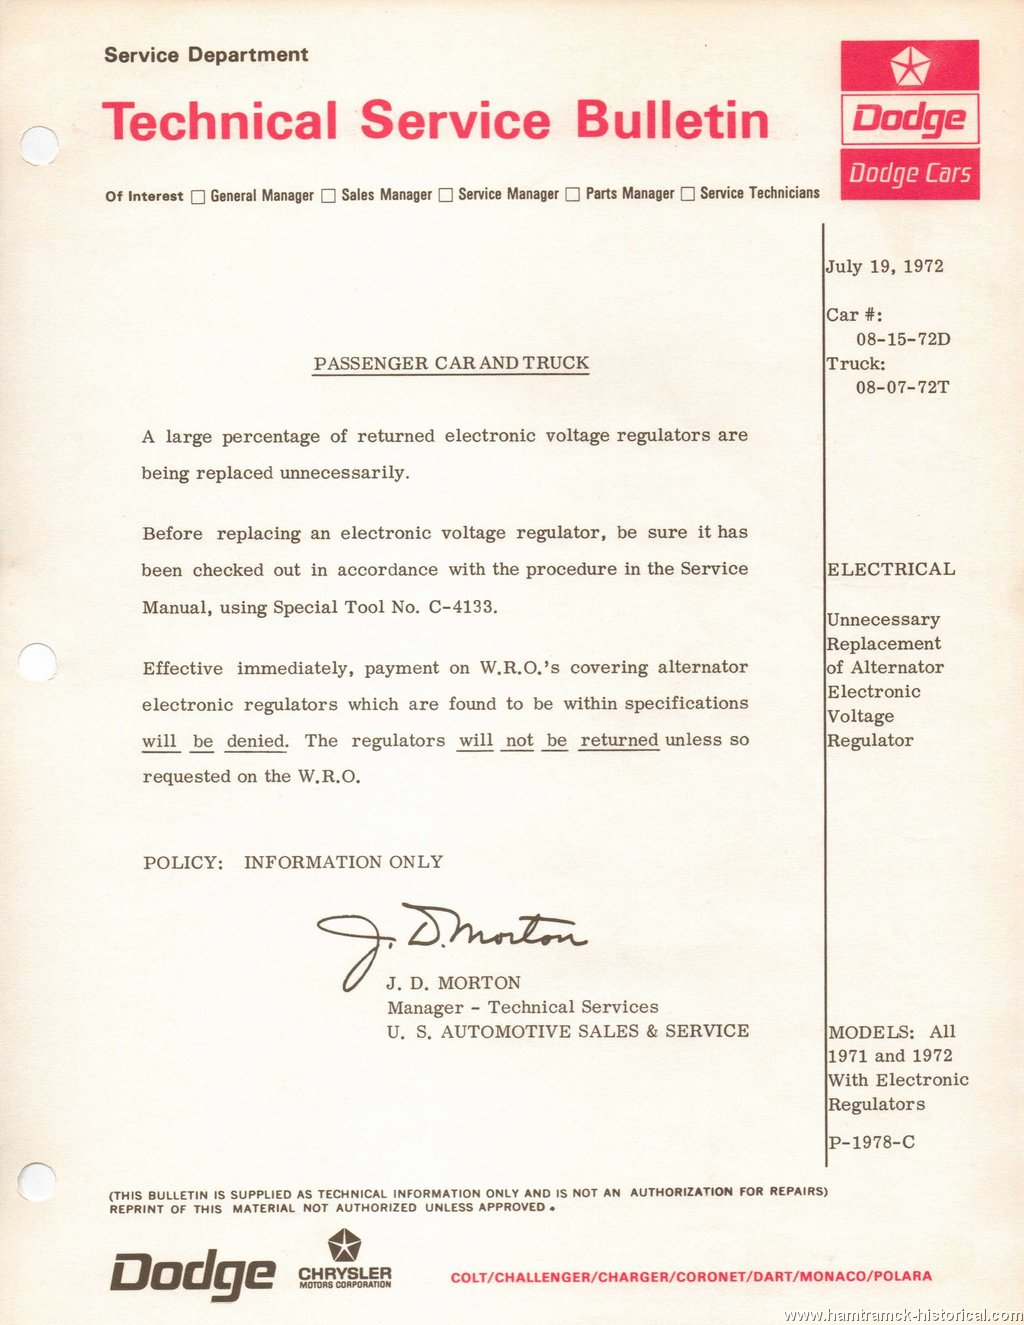 Service Department
Technical Service Bulletin
Dodge
Dodge Cars
Of Interest □ General Manager □ Sales Manager □ Service Manager □ Parts Manager □ Service Technicians
July 19, 1972
Car #:
08-15-72D
Truck:
08-07-72T
PASSENGER CAR AND TRUCK
A large percentage of returned electronic voltage regulators are
being replaced unnecessarily.
Before replacing an electronic voltage regulator, be sure it has
been checked out in accordance with the procedure in the Service
Manual, using Special Tool No. C-4133.
Effective immediately, payment on W.R.O.'s covering alternator
electronic regulators which are found to be within specifications
will be denied. The regulators will not be returned unless so
requested on the W.R.O.
ELECTRICAL
Unnecessary
Replacement
of Alternator
Electronic
Voltage
Regulator
POLICY: INFORMATION ONLY
J. D. Morton
J. D. MORTON
Manager - Technical Services
U. S. AUTOMOTIVE SALES & SERVICE
MODELS: All
1971 and 1972
With Electronic
Regulators
P-1978-C
(THIS BULLETIN IS SUPPLIED AS TECHNICAL INFORMATION ONLY AND IS NOT AN AUTHORIZATION FOR REPAIRS)
REPRINT OF THIS MATERIAL NOT AUTHORIZED UNLESS APPROVED.
Dodge
CHRYSLER
MOTORS CORPORATION
COLT/CHALLENGER/CHARGER/CORONET/DART/MONACO/POLARA
www.hamtramck-historical.com